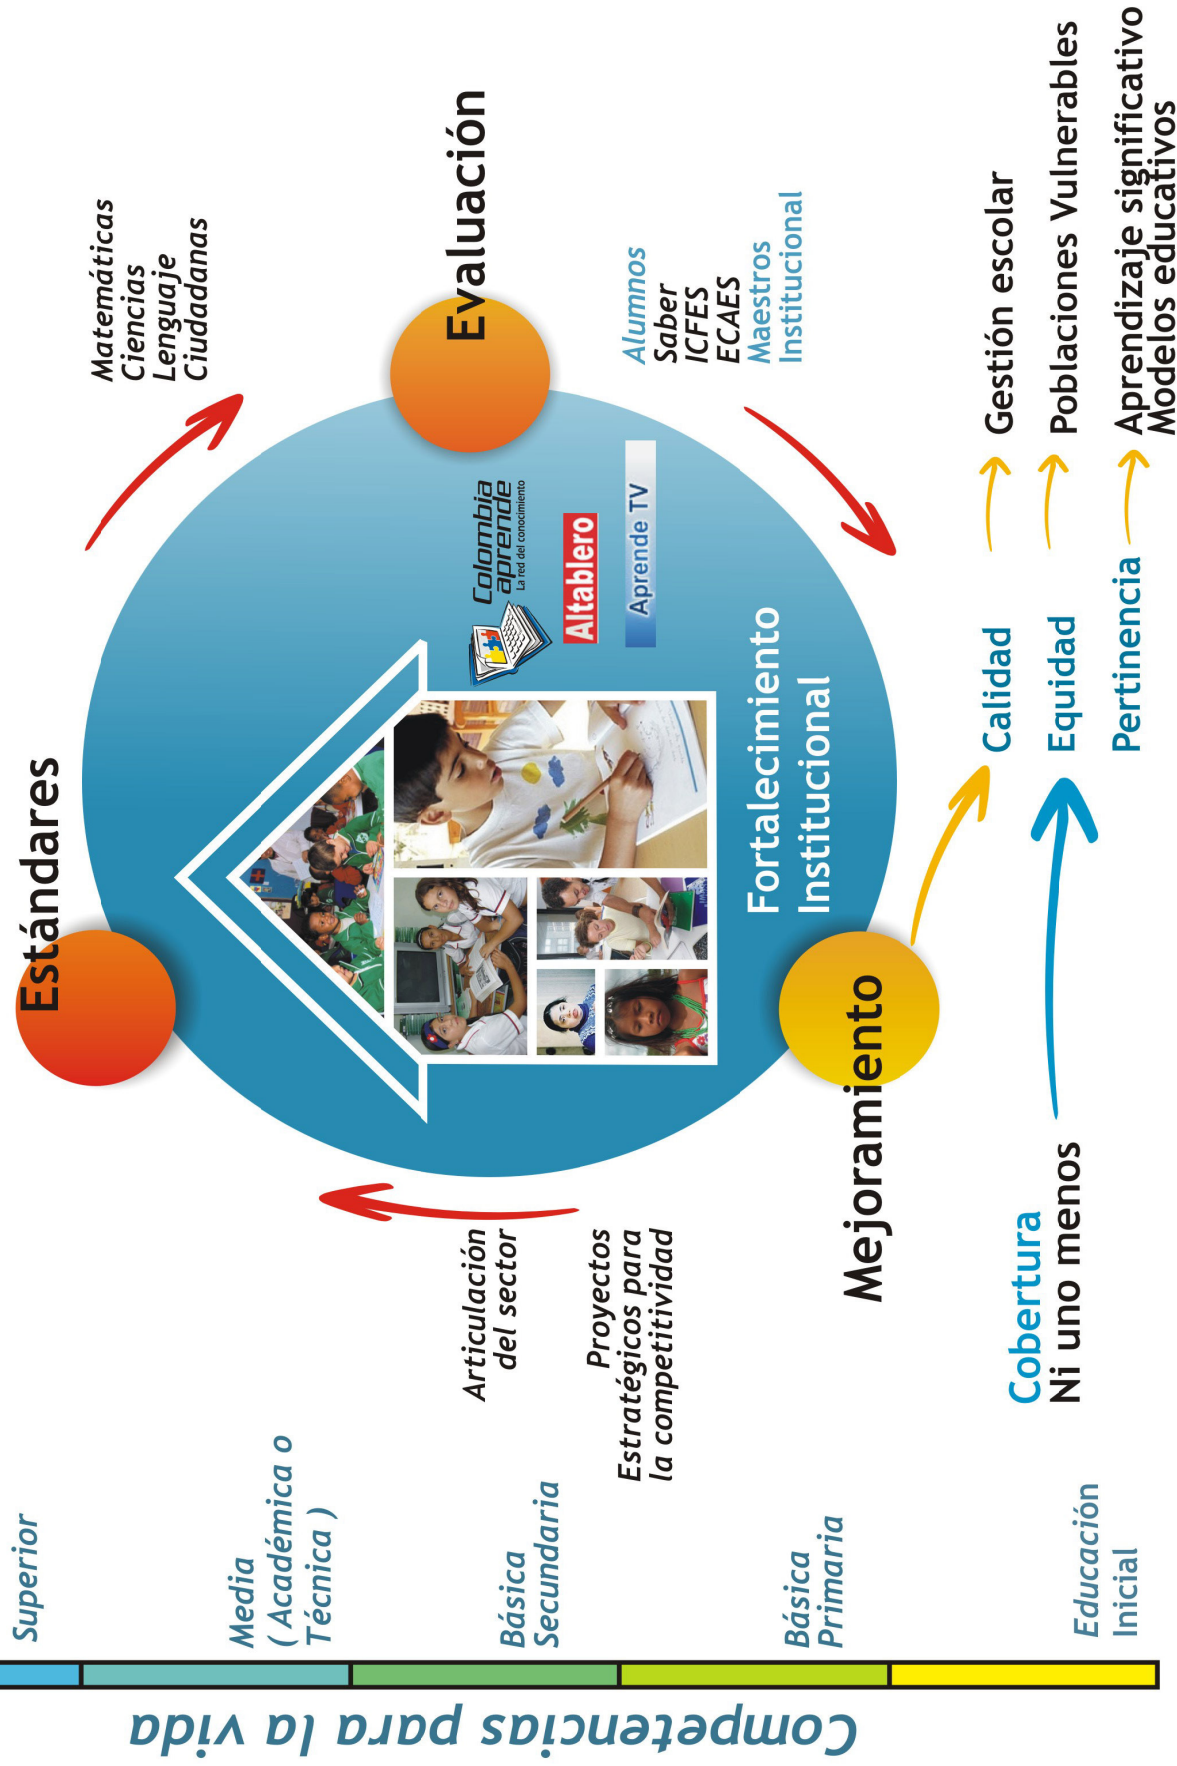 Competencias para la vida
Superior
Media
( Académica o
Técnica )
Básica
Secundaria
Básica
Primaria
Educación
Inicial
Estándares
Matemáticas
Ciencias
Lenguaje
Ciudadanas
Evaluación
Alumnos
Saber
ICFES
ECAES
Maestros
Institucional
Colombia
aprende
La red del conocimiento
Altablero
Aprende TV
Fortalecimiento
Institucional
Articulación
del sector
Proyectos
Estratégicos para
la competitividad
Mejoramiento
Cobertura
Ni uno menos
Calidad
Gestión escolar
Equidad
Poblaciones Vulnerables
Pertinencia
Aprendizaje significativo
Modelos educativos